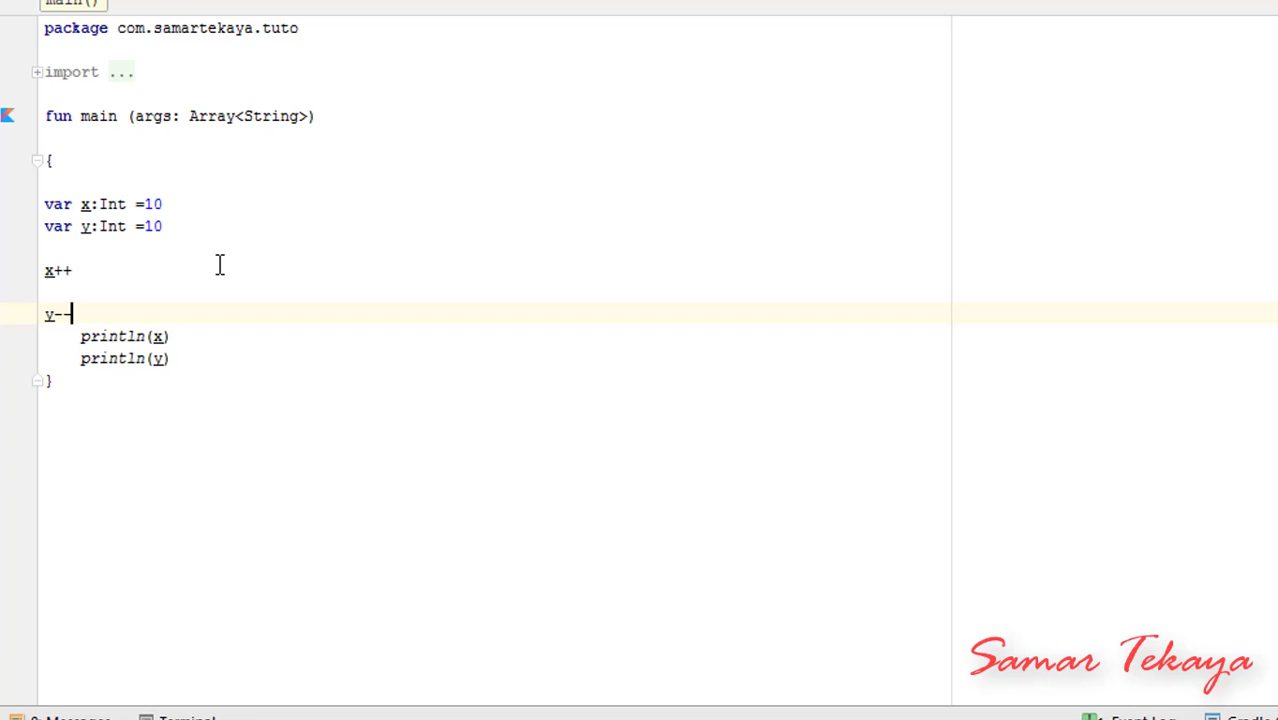 main()
package com.samartekaya.tuto
import ...
fun main (args: Array<String>)
{
var x:Int =10
var y:Int =10
x++
y--
println(x)
println(y)
}
Samar Tekaya
0: Messages Terminal Event Log Gradle